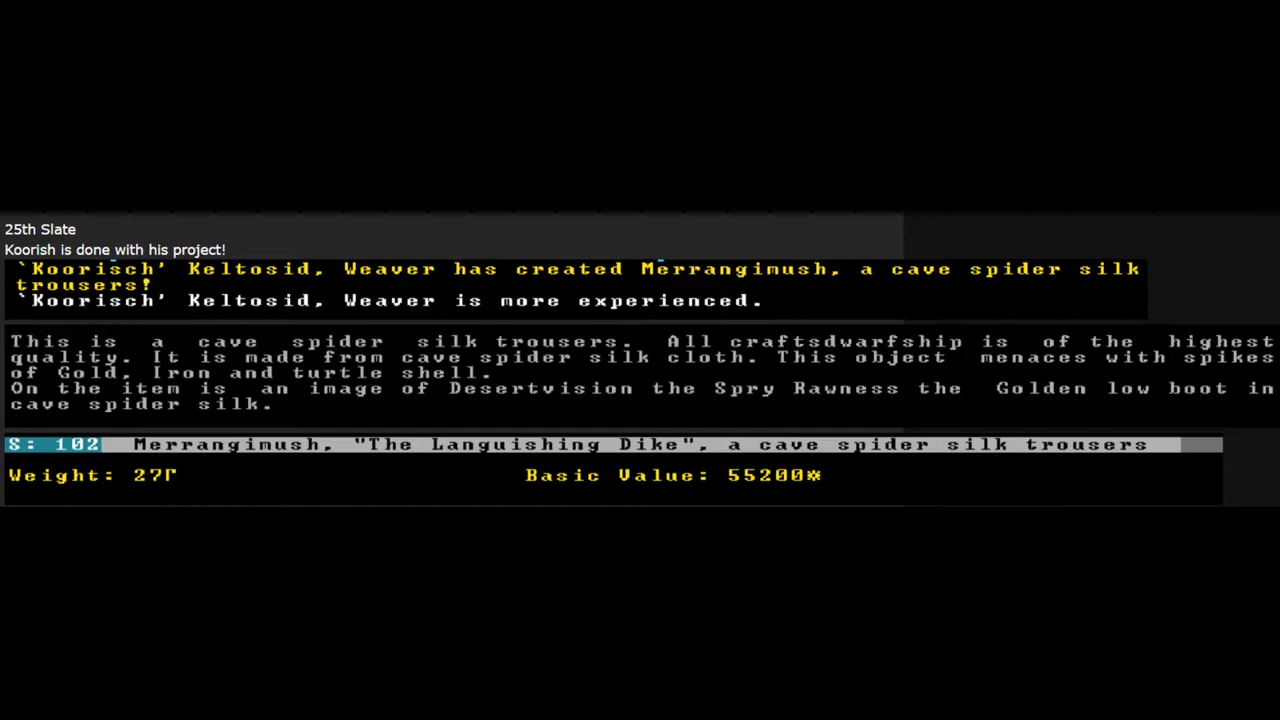 25th Slate
Koorish is done with his project!
`Koorisch' Keltosid, Weaver has created Merrangimush, a cave spider silk
trousers!
`Koorisch' Keltosid, Weaver is more experienced.
This is a cave spider silk trousers. All craftsdwarfship is of the highest
quality. It is made from cave spider silk cloth. This object menaces with spikes
of Gold, Iron and turtle shell.
On the item is an image of Desertvision the Spry Rawness the Golden low boot in
cave spider silk.
S: 102 Merrangimush, "The Languishing Dike", a cave spider silk trousers
Weight: 27Γ Basic Value: 55200☼